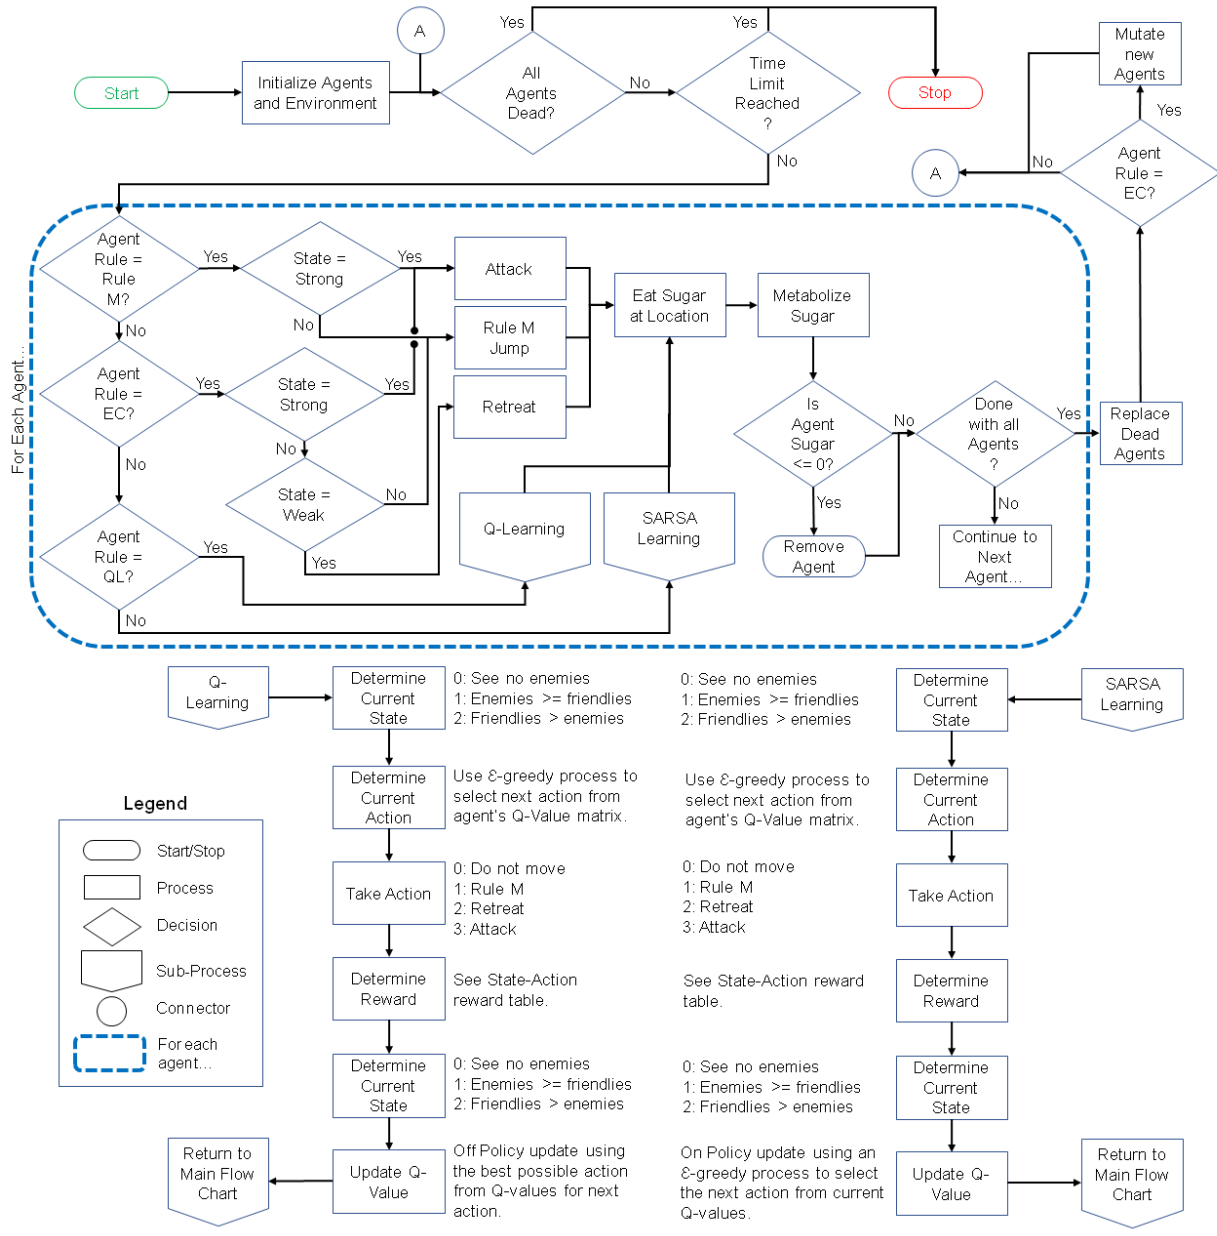 Start
Initialize Agents
and Environment
A
All
Agents
Dead?
Yes
No
Time
Limit
Reached
?
Yes
No
Stop
Mutate
new
Agents
Yes
Agent
Rule =
EC?
No
A
For Each Agent...
Agent
Rule =
Rule
M?
Yes
No
State =
Strong
Yes
No
Attack
Rule M
Jump
Retreat
Eat Sugar
at Location
Metabolize
Sugar
Agent
Rule =
EC?
Yes
No
State =
Strong
Yes
No
State =
Weak
No
Yes
Agent
Rule =
QL?
Yes
No
Q-Learning
SARSA
Learning
Is
Agent
Sugar
<= 0?
No
Yes
Remove
Agent
Done
with all
Agents
?
Yes
No
Continue to
Next
Agent...
Replace
Dead
Agents
Q-
Learning
Determine
Current
State
0: See no enemies
1: Enemies >= friendlies
2: Friendlies > enemies
Determine
Current
Action
Use Ɛ-greedy process to
select next action from
agent's Q-Value matrix.
Take Action
0: Do not move
1: Rule M
2: Retreat
3: Attack
Determine
Reward
See State-Action
reward table.
Determine
Current
State
0: See no enemies
1: Enemies >= friendlies
2: Friendlies > enemies
Update Q-
Value
Off Policy update using
the best possible action
from Q-values for next
action.
Return to
Main Flow
Chart
SARSA
Learning
Determine
Current
State
0: See no enemies
1: Enemies >= friendlies
2: Friendlies > enemies
Determine
Current
Action
Use Ɛ-greedy process to
select next action from
agent's Q-Value matrix.
Take Action
0: Do not move
1: Rule M
2: Retreat
3: Attack
Determine
Reward
See State-Action reward
table.
Determine
Current
State
0: See no enemies
1: Enemies >= friendlies
2: Friendlies > enemies
Update Q-
Value
On Policy update using an
Ɛ-greedy process to select
the next action from current
Q-values.
Return to
Main Flow
Chart
Legend
Start/Stop
Process
Decision
Sub-Process
Connector
For each
agent...